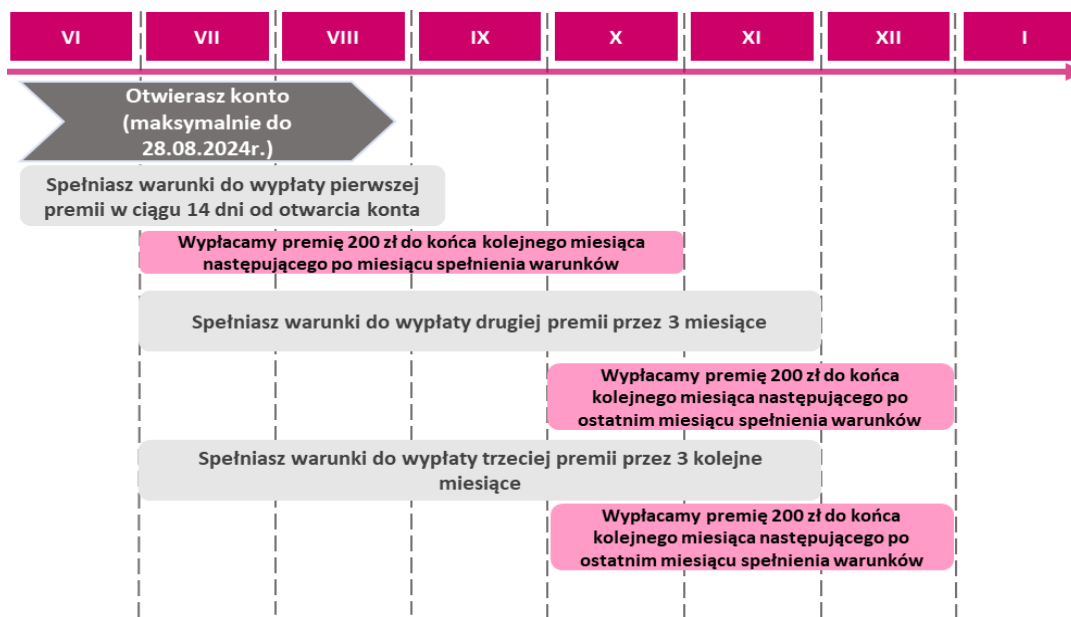 VI VII VIII IX X XI XII I
Otwierasz konto
(maksymalnie do
28.08.2024r.)
Spełniasz warunki do wypłaty pierwszej
premii w ciągu 14 dni od otwarcia konta
Wypłacamy premię 200 zł do końca kolejnego miesiąca
następującego po miesiącu spełnienia warunków
Spełniasz warunki do wypłaty drugiej premii przez 3 miesiące
Wypłacamy premię 200 zł do końca
kolejnego miesiąca następującego po
ostatnim miesiącu spełnienia warunków
Spełniasz warunki do wypłaty trzeciej premii przez 3 kolejne
miesiące
Wypłacamy premię 200 zł do końca
kolejnego miesiąca następującego po
ostatnim miesiącu spełnienia warunków